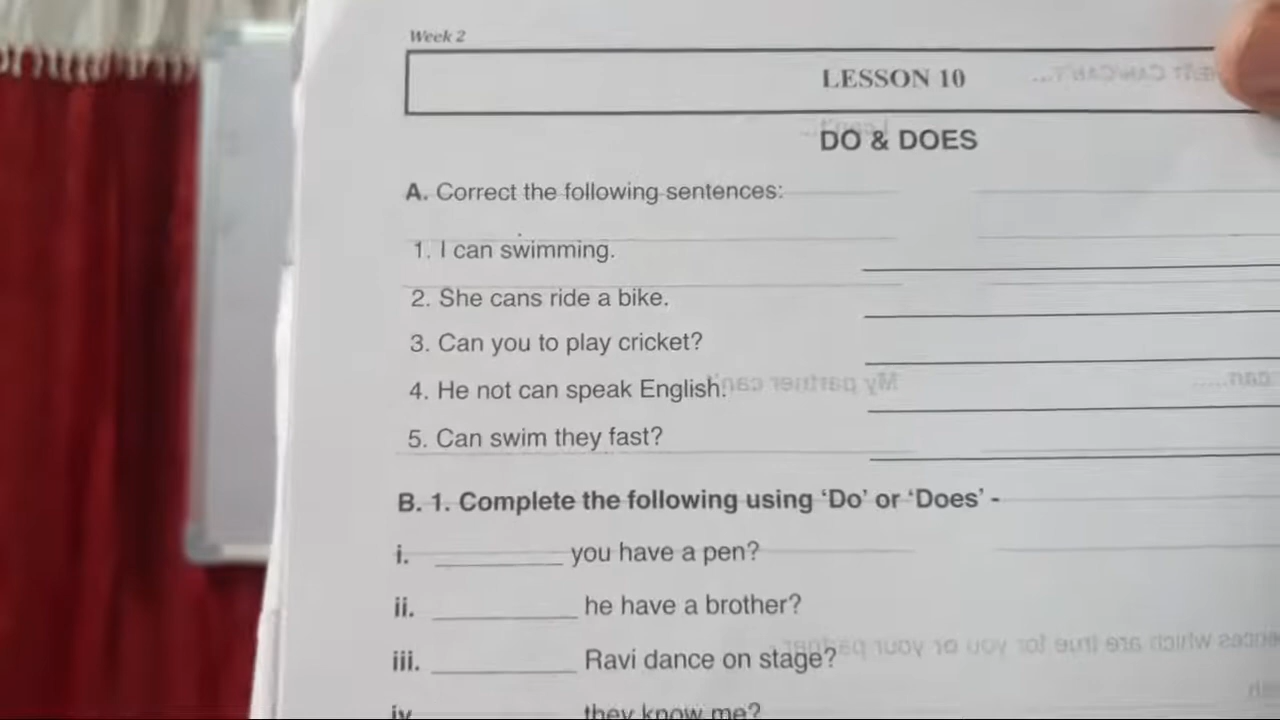 Week 2
LESSON 10
DO & DOES
A. Correct the following sentences:
1. I can swimming.
2. She cans ride a bike.
3. Can you to play cricket?
4. He not can speak English.
5. Can swim they fast?
B. 1. Complete the following using ‘Do’ or ‘Does’ -
i. ________ you have a pen?
ii. ________ he have a brother?
iii. ________ Ravi dance on stage?
iv. ________ they know me?